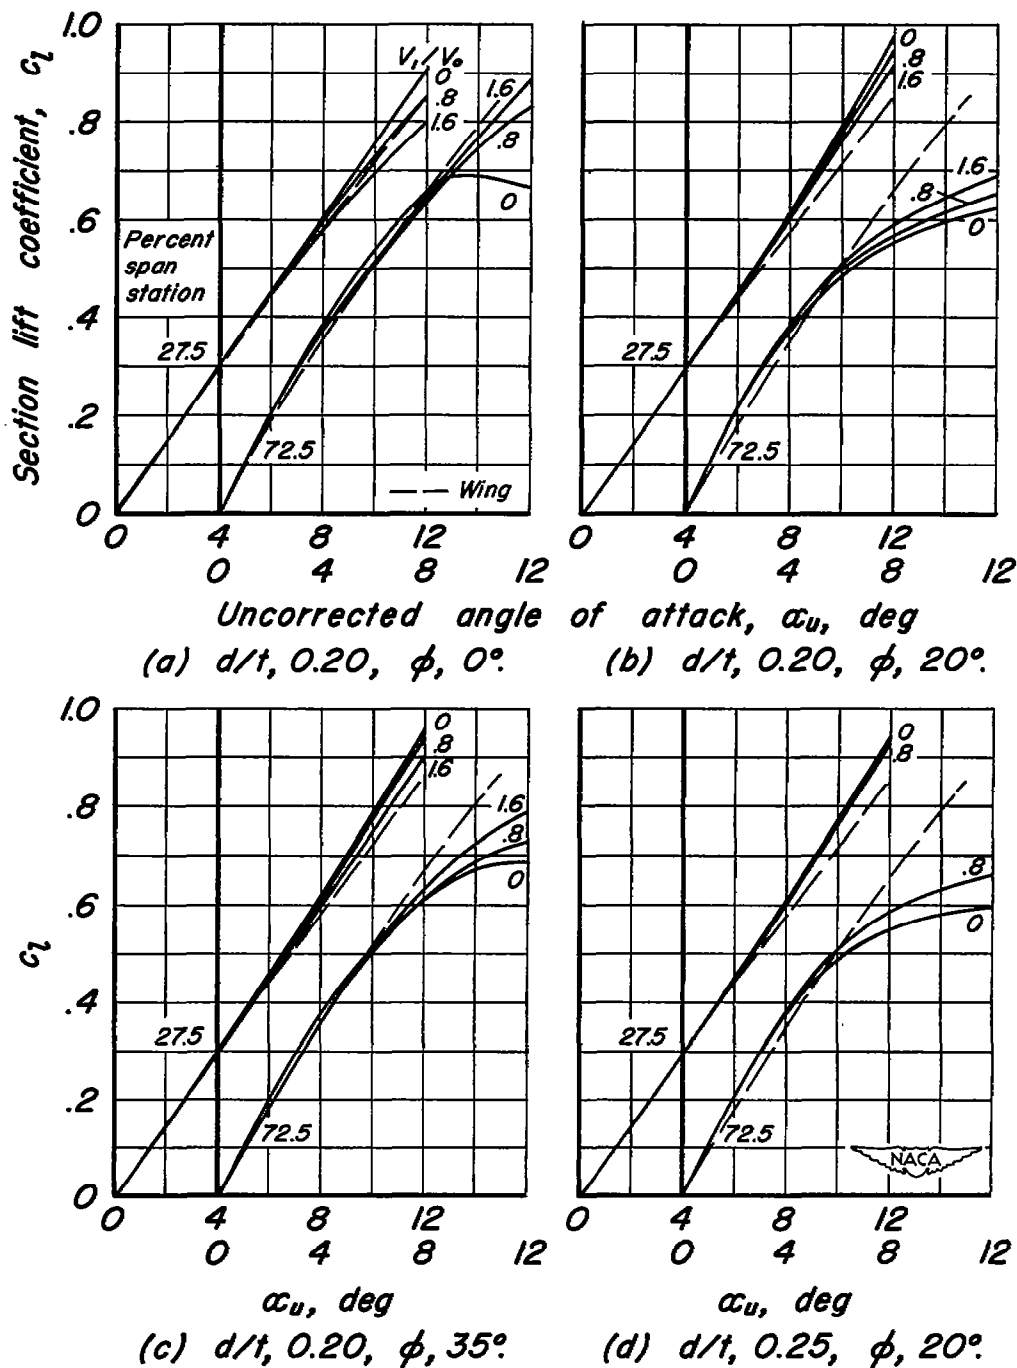 1.0
.8
.6
.4
.2
0
Section lift coefficient, cl
V1/V0
0
.8
1.6
1.6
.8
0
Percent
span
station
27.5
72.5
— — Wing
0 4 8 12
0 4 8 12
0
.8
1.6
1.6
.8
0
27.5
72.5
0 4 8 12
0 4 8 12
Uncorrected angle of attack, αu, deg
(a) d/t, 0.20, ϕ, 0°.
(b) d/t, 0.20, ϕ, 20°.
1.0
.8
.6
.4
.2
0
cl
0
.8
1.6
1.6
.8
0
27.5
72.5
0 4 8 12
0 4 8 12
0
.8
.8
0
27.5
72.5
NACA
0 4 8 12
0 4 8 12
αu, deg
αu, deg
(c) d/t, 0.20, ϕ, 35°.
(d) d/t, 0.25, ϕ, 20°.